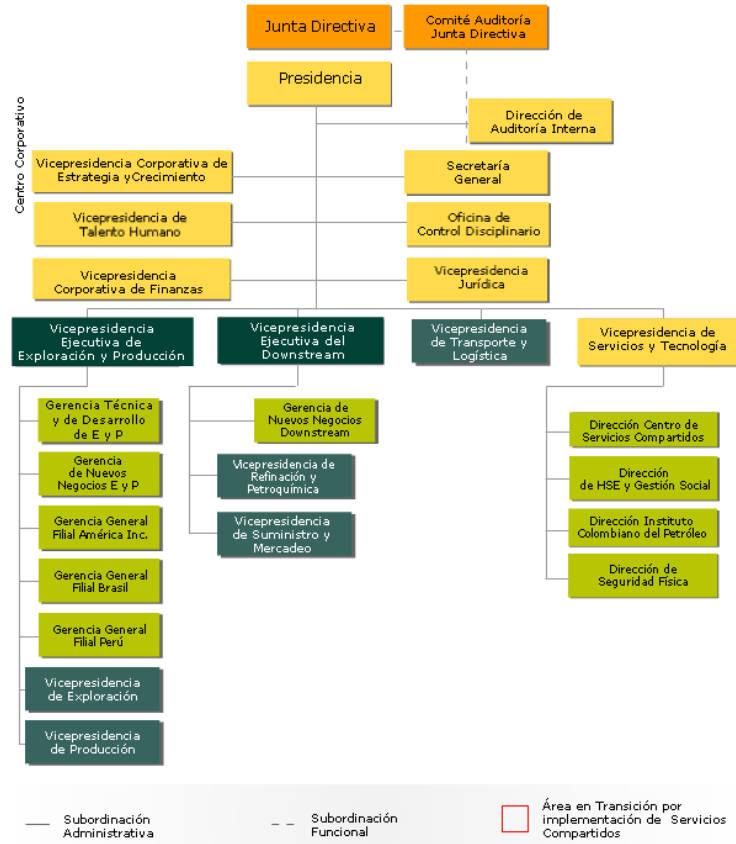 Junta Directiva
Comité Auditoría
Junta Directiva
Presidencia
Centro Corporativo
Dirección de
Auditoría Interna
Vicepresidencia Corporativa de
Estrategia yCrecimiento
Secretaría
General
Vicepresidencia de
Talento Humano
Oficina de
Control Disciplinario
Vicepresidencia
Corporativa de Finanzas
Vicepresidencia
Jurídica
Vicepresidencia
Ejecutiva de
Exploración y Producción
Vicepresidencia
Ejecutiva del
Downstream
Vicepresidencia
de Transporte y
Logística
Vicepresidencia de
Servicios y Tecnología
Gerencia Técnica
y de Desarrollo
de E y P
Gerencia
de Nuevos
Negocios E y P
Gerencia General
Filial América Inc.
Gerencia General
Filial Brasil
Gerencia General
Filial Perú
Vicepresidencia
de Exploración
Vicepresidencia
de Producción
Gerencia de
Nuevos Negocios
Downstream
Vicepresidencia de
Refinación y
Petroquímica
Vicepresidencia
de Suministro y
Mercadeo
Dirección Centro de
Servicios Compartidos
Dirección
de HSE y Gestión Social
Dirección Instituto
Colombiano del Petróleo
Dirección de
Seguridad Física
Subordinación
Administrativa
Subordinación
Funcional
Área en Transición por
implementación de Servicios
Compartidos